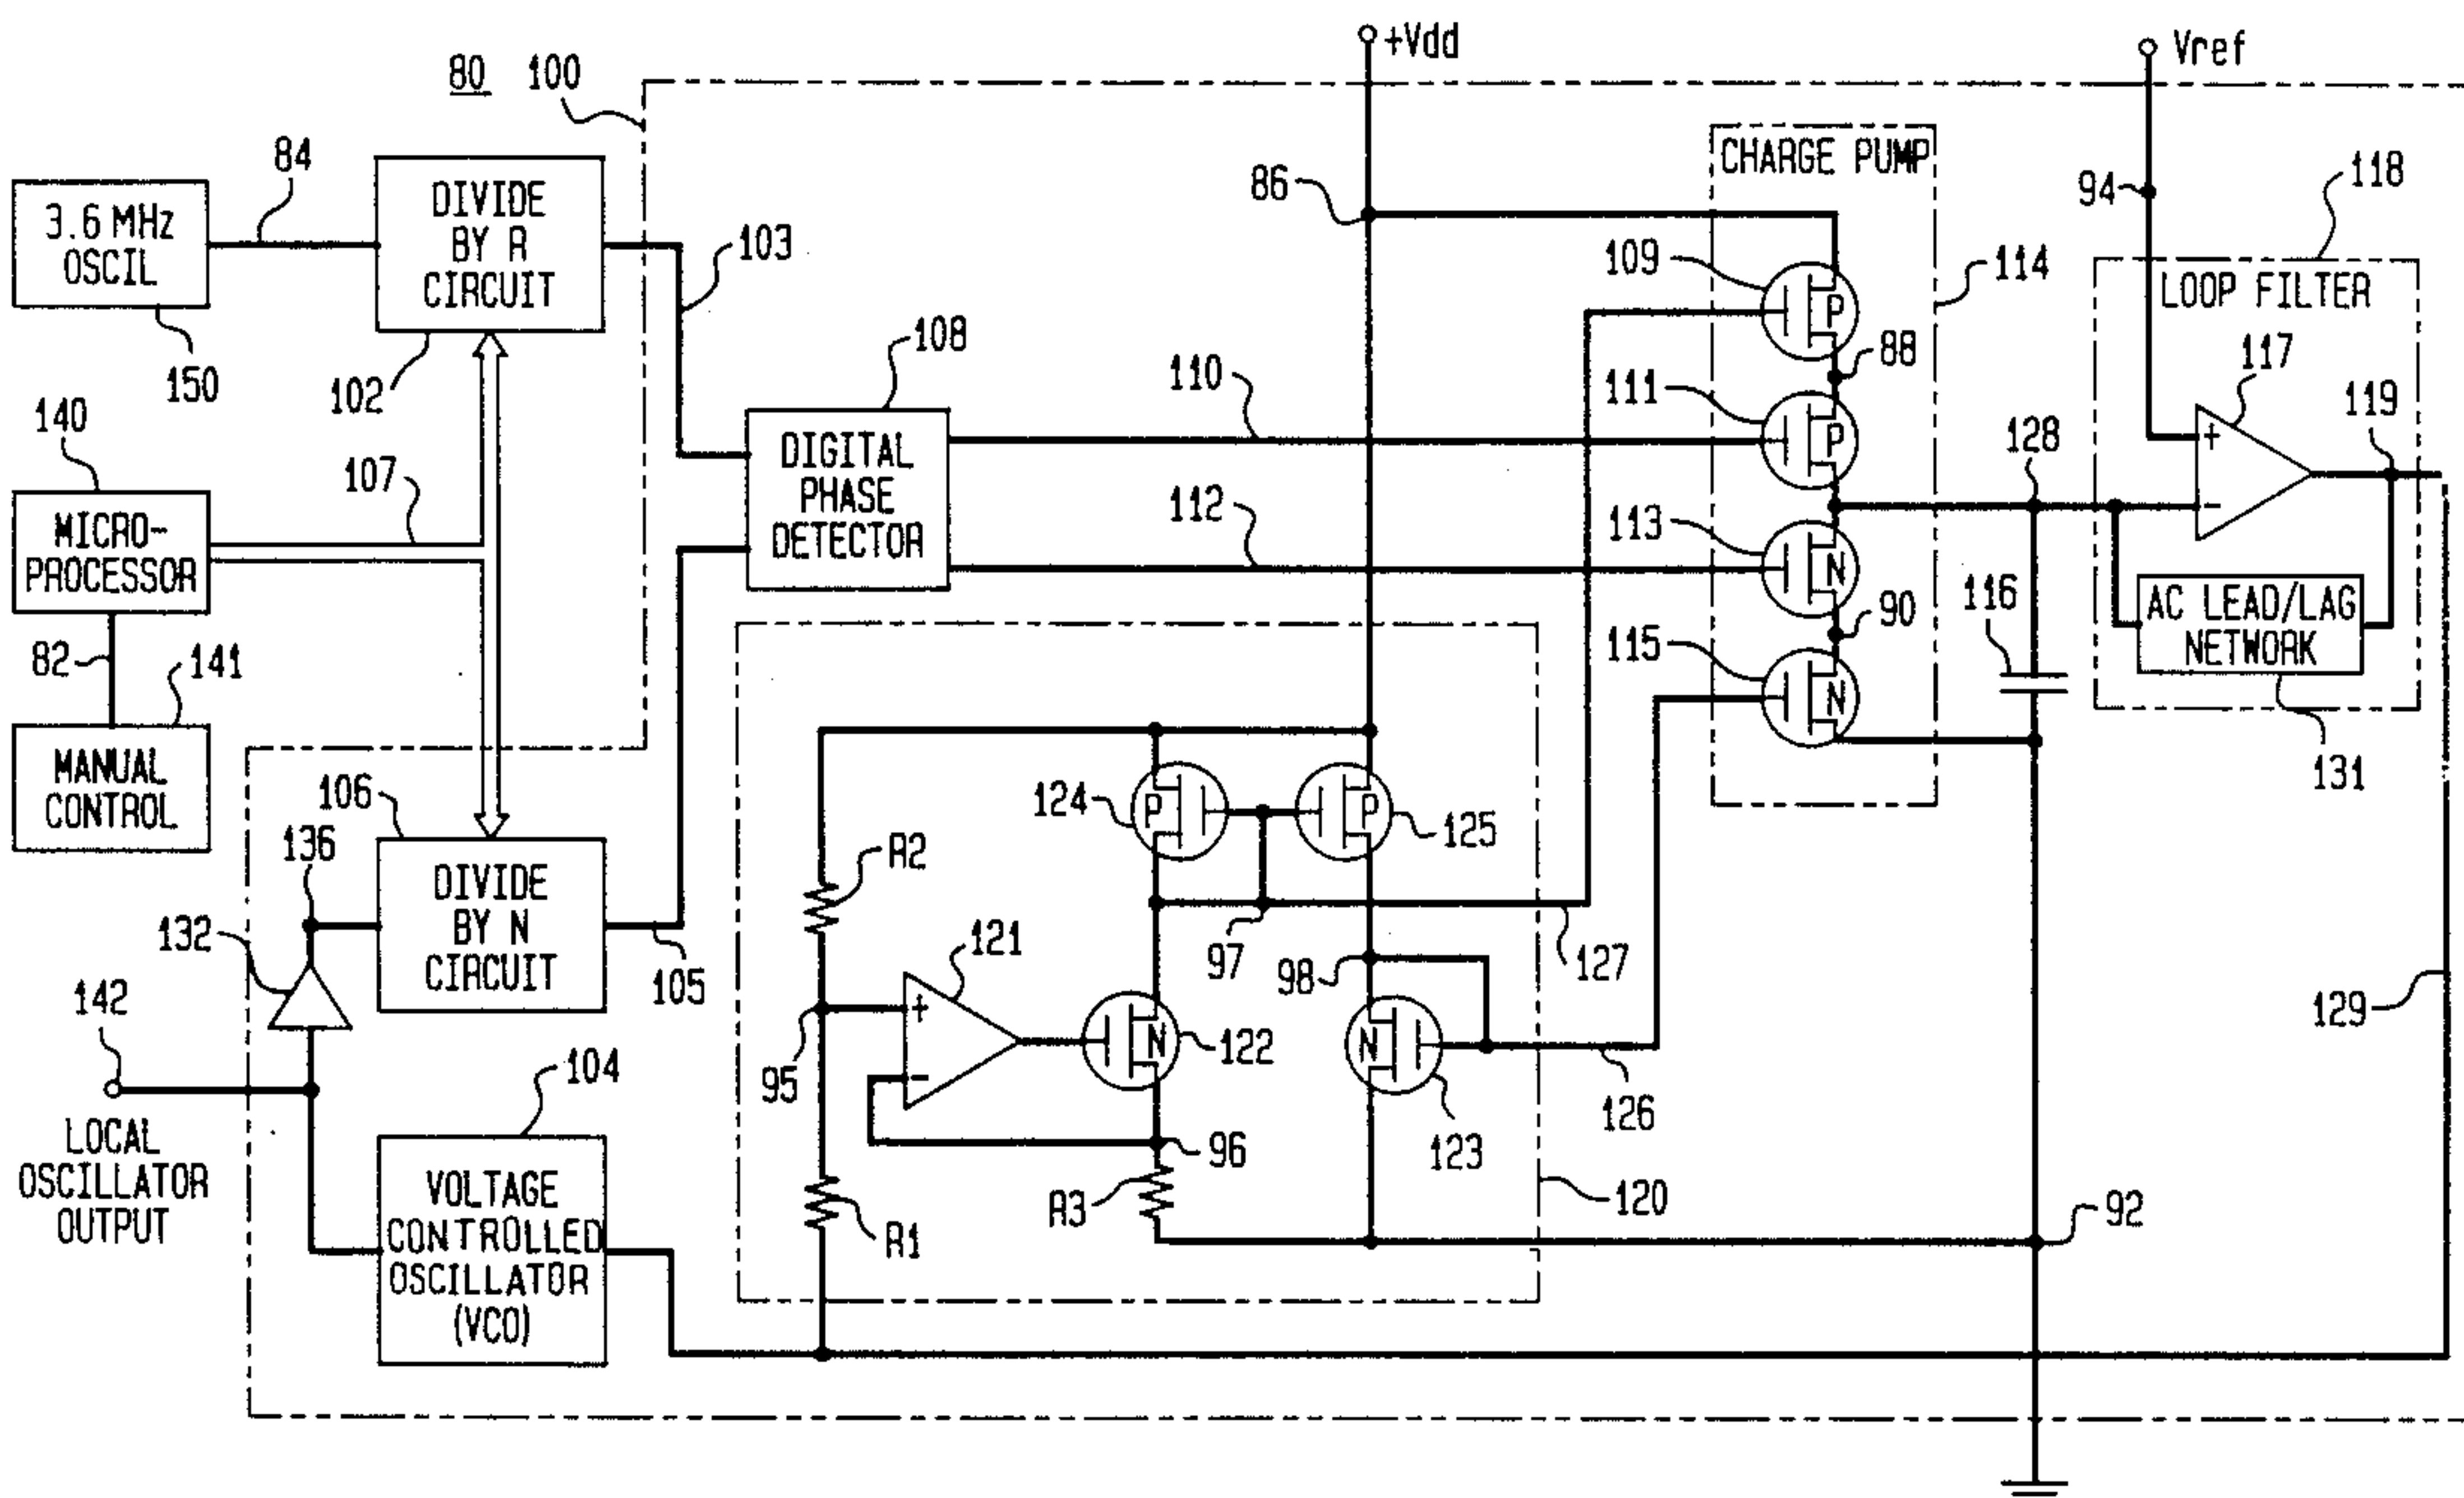 +Vdd
Vref
80
100
84
3.6 MHz
OSCIL
150
DIVIDE
BY R
CIRCUIT
102
103
86
CHARGE PUMP
109
P
114
88
94
118
LOOP FILTER
117
+
-
119
108
DIGITAL
PHASE
DETECTOR
110
111
P
112
113
N
128
90
115
N
116
AC LEAD/LAG
NETWORK
131
140
MICRO-
PROCESSOR
107
82
141
MANUAL
CONTROL
136
106
DIVIDE
BY N
CIRCUIT
132
105
142
LOCAL
OSCILLATOR
OUTPUT
104
VOLTAGE
CONTROLLED
OSCILLATOR
(VCO)
124
P
P
125
R2
97
98
127
121
+
-
95
N
122
N
123
126
96
R3
R1
120
92
129